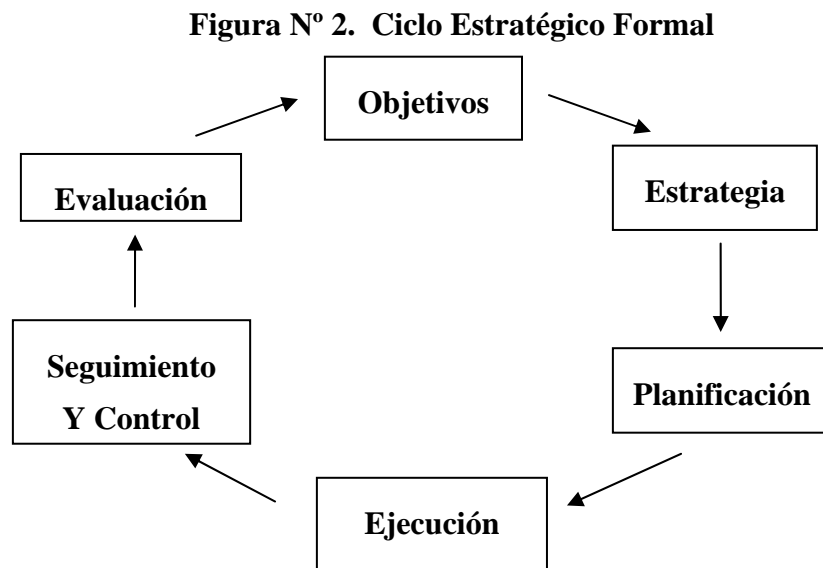 Figura Nº 2. Ciclo Estratégico Formal
Objetivos
Estrategia
Planificación
Ejecución
Seguimiento
Y Control
Evaluación